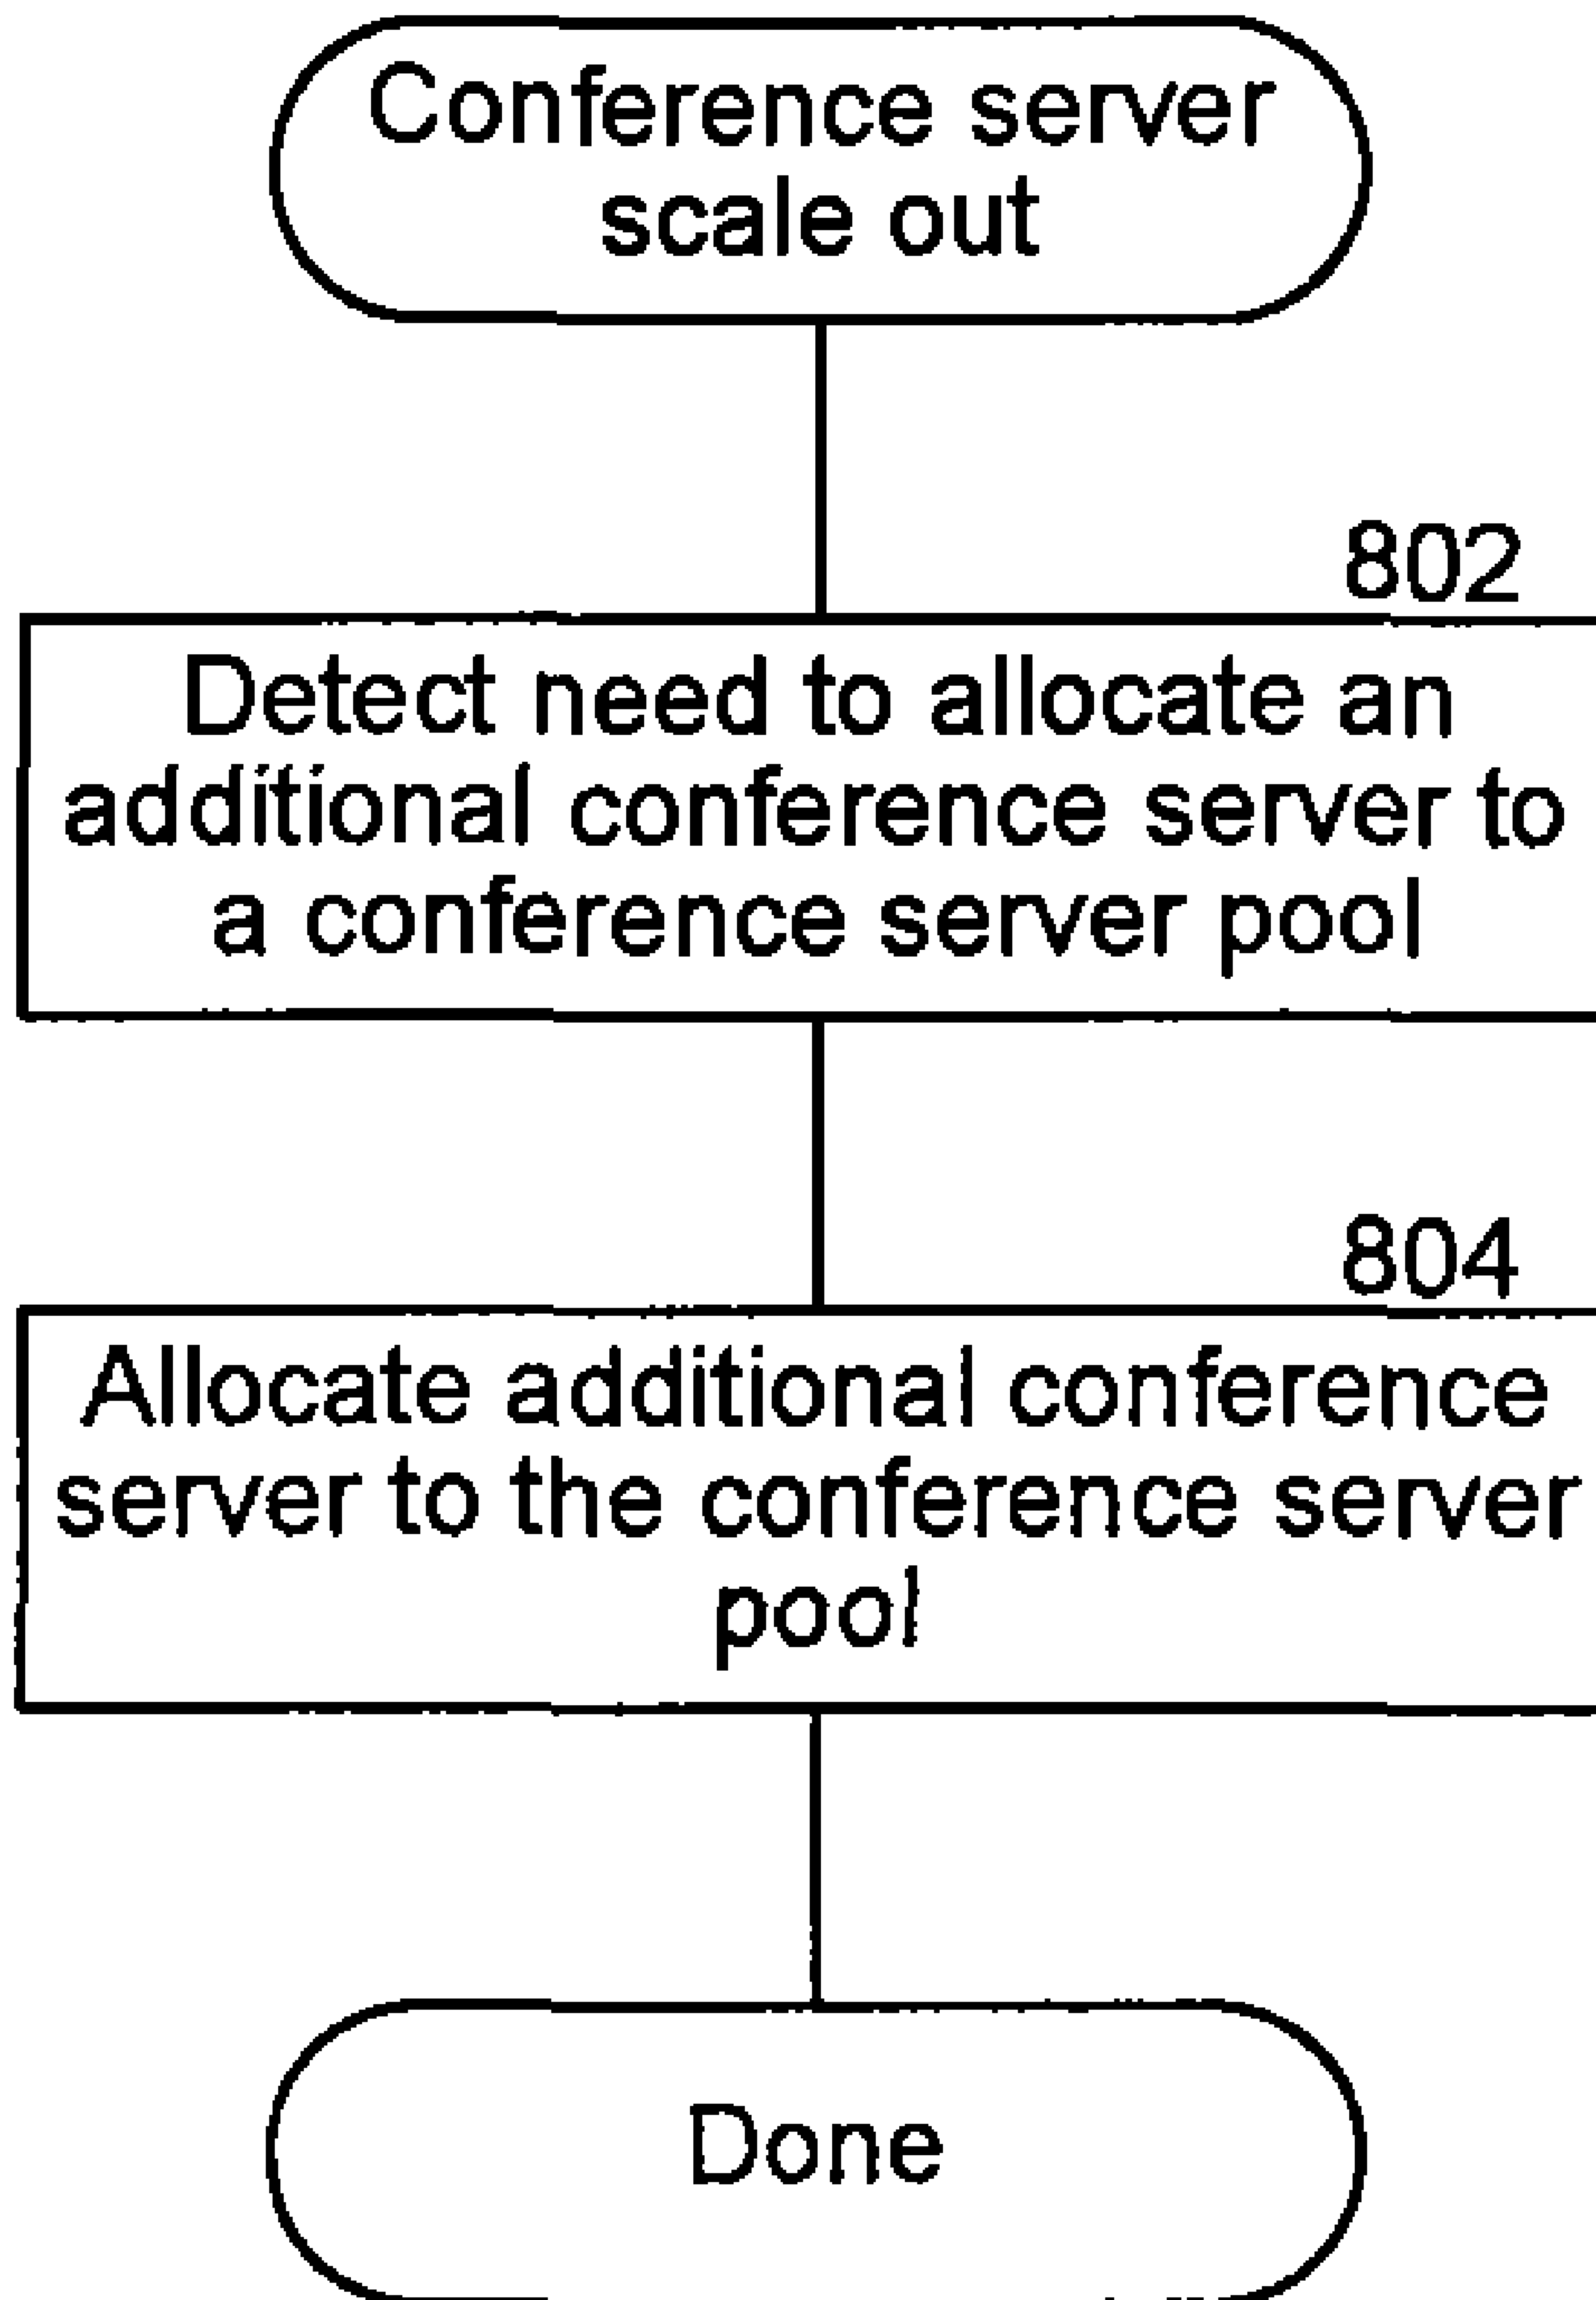 Conference server
scale out
802
Detect need to allocate an
additional conference server to
a conference server pool
804
Allocate additional conference
server to the conference server
pool
Done